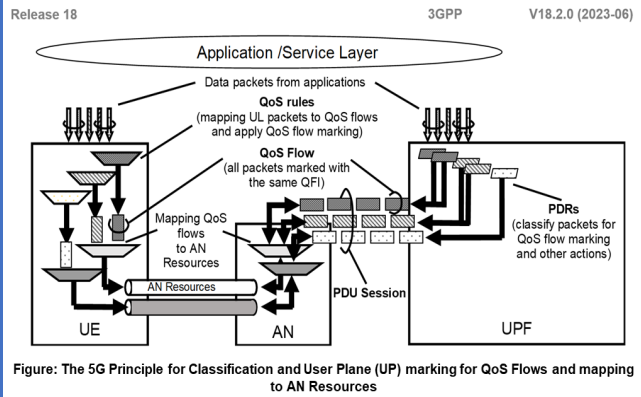 Release 18 3GPP V18.2.0 (2023-06)
Application /Service Layer
Data packets from applications
QoS rules
(mapping UL packets to QoS flows
and apply QoS flow marking)
QoS Flow
(all packets marked with
the same QFI)
PDRs
(classify packets for
QoS flow marking
and other actions)
Mapping QoS
flows
to AN
Resources
AN Resources
PDU Session
UE
AN
UPF
Figure: The 5G Principle for Classification and User Plane (UP) marking for QoS Flows and mapping
to AN Resources